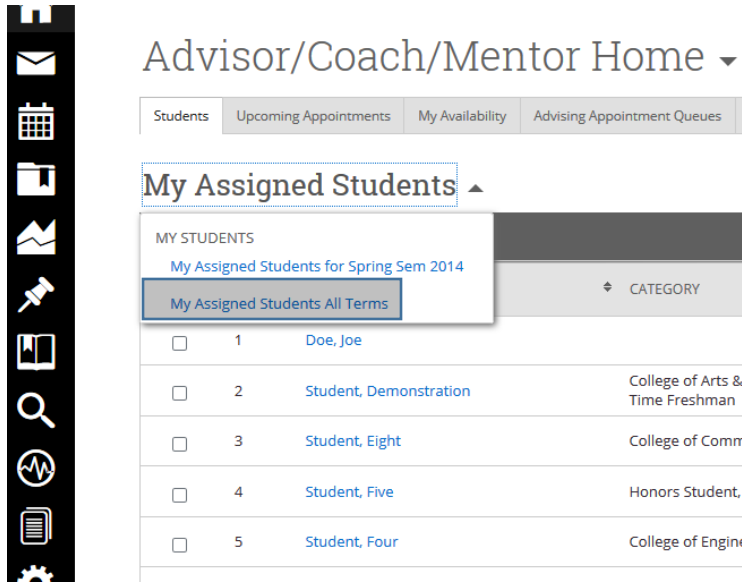 Advisor/Coach/Mentor Home
Students Upcoming Appointments My Availability Advising Appointment Queues
My Assigned Students
MY STUDENTS
My Assigned Students for Spring Sem 2014
My Assigned Students All Terms
CATEGORY
1 Doe, Joe
2 Student, Demonstration
College of Arts &
Time Freshman
3 Student, Eight College of Comm
4 Student, Five Honors Student,
5 Student, Four College of Engine